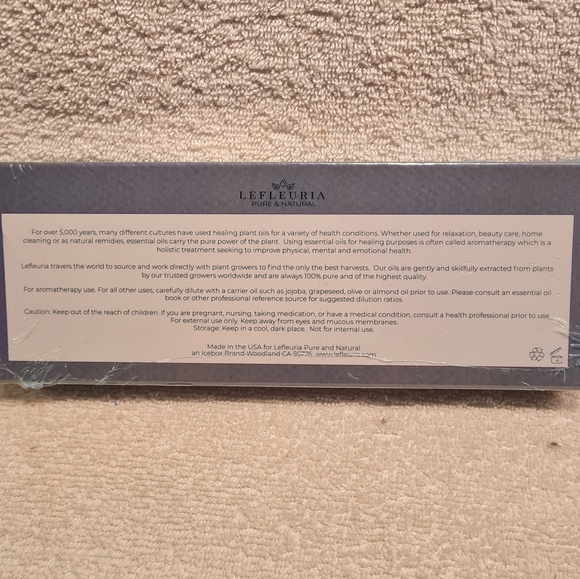 LEFLEURIA
PURE & NATURAL
For over 5,000 years, many different cultures have used healing plant oils for a variety of health conditions. Whether used for relaxation, beauty care, home
cleaning or as natural remidies, essential oils carry the pure power of the plant. Using essential oils for healing purposes is often called aromatherapy which is a
holistic treatment seeking to improve physical, mental and emotional health.
Lefleuria travels the world to source and work directly with plant growers to find the only the best harvests. Our oils are gently and skillfully extracted from plants
by our trusted growers worldwide and are always 100% pure and of the highest quality.
For aromatherapy use. For all other uses, carefully dilute with a carrier oil such as jojoba, grapeseed, olive or almond oil prior to use. Please consult an essential oil
book or other professional reference source for suggested dilution ratios.
Caution: Keep out of the reach of children. If you are pregnant, nursing, taking medication, or have a medical condition, consult a health professional prior to use.
For external use only. Keep away from eyes and mucous membranes.
Storage: Keep in a cool, dark place. Not for internal use.
Made in the USA for Lefleuria Pure and Natural
an Icebox Brand Woodland CA 95776 www.lefleuria.com